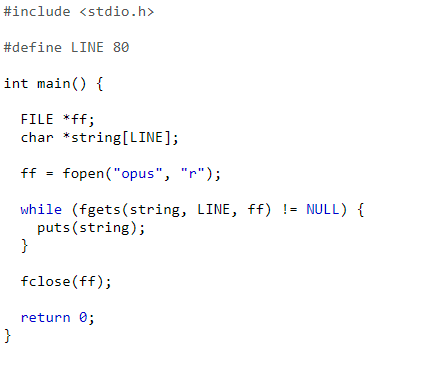 #include <stdio.h>
#define LINE 80
int main() {
FILE *ff;
char *string[LINE];
ff = fopen("opus", "r");
while (fgets(string, LINE, ff) != NULL) {
puts(string);
}
fclose(ff);
return 0;
}